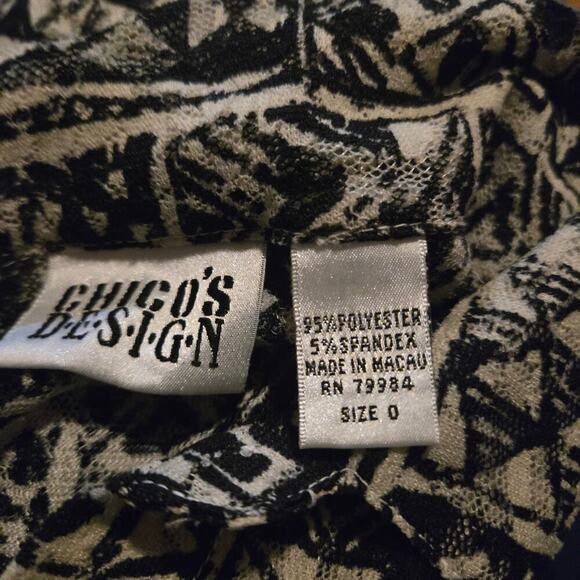 CHICO'S
D·E·S·I·G·N
95%POLYESTER
5%SPANDEX
MADE IN MACAU
RN 79984
SIZE 0